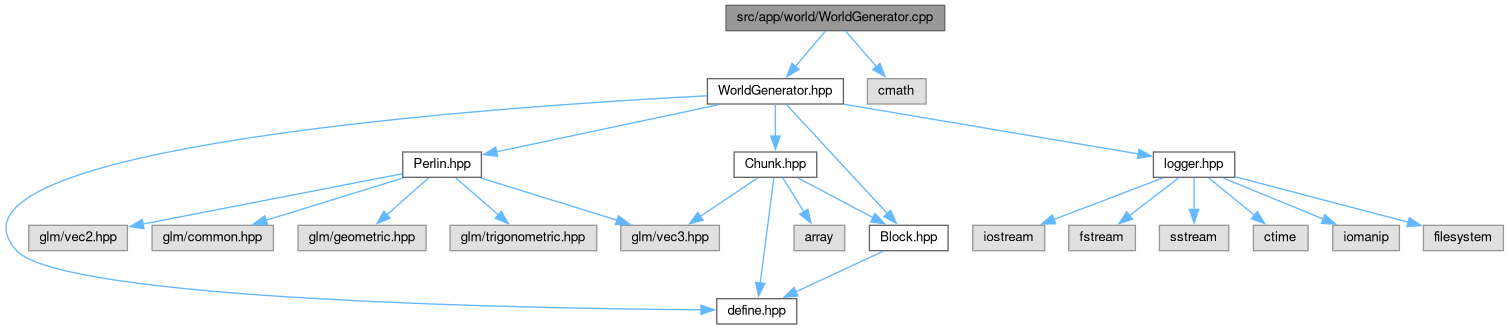 src/app/world/WorldGenerator.cpp
WorldGenerator.hpp
cmath
Perlin.hpp
Chunk.hpp
logger.hpp
glm/vec2.hpp
glm/common.hpp
glm/geometric.hpp
glm/trigonometric.hpp
glm/vec3.hpp
array
Block.hpp
iostream
fstream
sstream
ctime
iomanip
filesystem
define.hpp